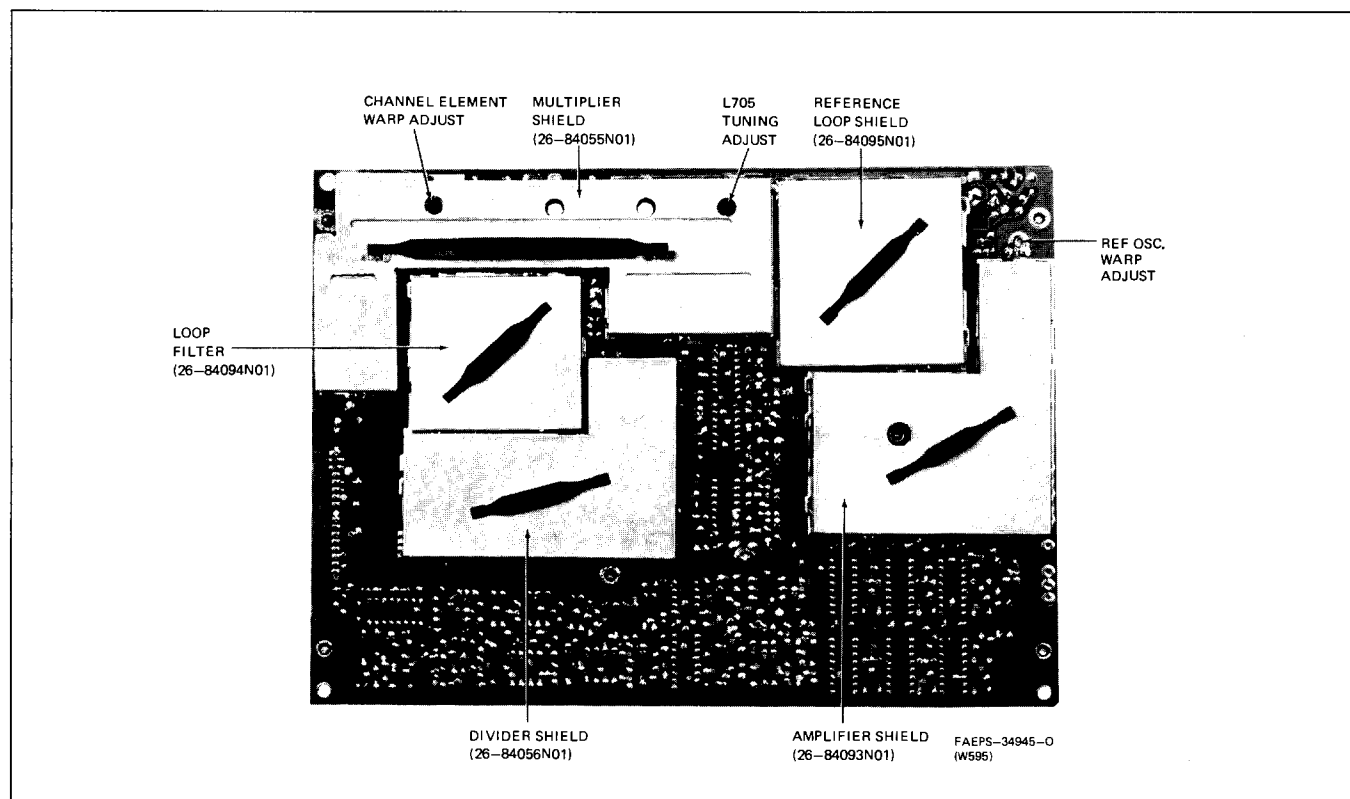 CHANNEL ELEMENT
WARP ADJUST
MULTIPLIER
SHIELD
(26–84055N01)
L705
TUNING
ADJUST
REFERENCE
LOOP SHIELD
(26–84095N01)
REF OSC.
WARP
ADJUST
LOOP
FILTER
(26–84094N01)
DIVIDER SHIELD
(26–84056N01)
AMPLIFIER SHIELD
(26–84093N01)
FAEPS–34945–O
(W595)